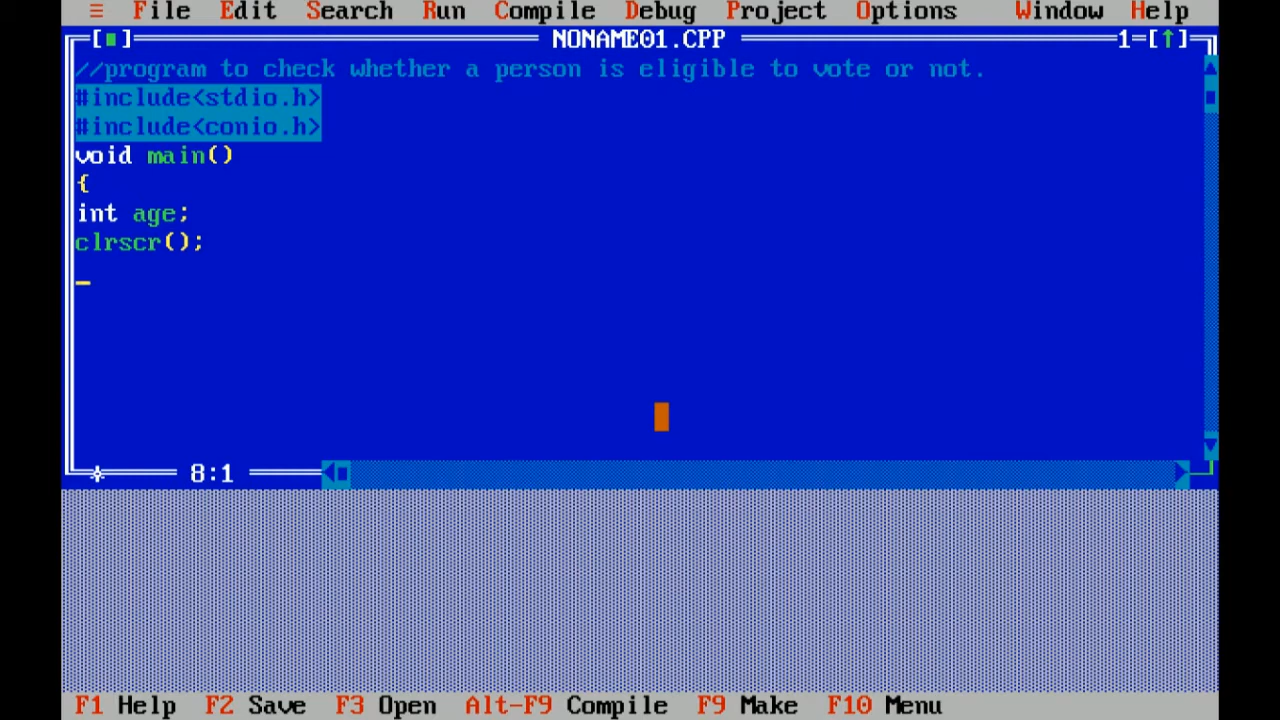 ≡ File Edit Search Run Compile Debug Project Options Window Help
[■] NONAME01.CPP 1=[↑]
//program to check whether a person is eligible to vote or not.
#include<stdio.h>
#include<conio.h>
void main()
{
int age;
clrscr();
8:1
F1 Help F2 Save F3 Open Alt-F9 Compile F9 Make F10 Menu